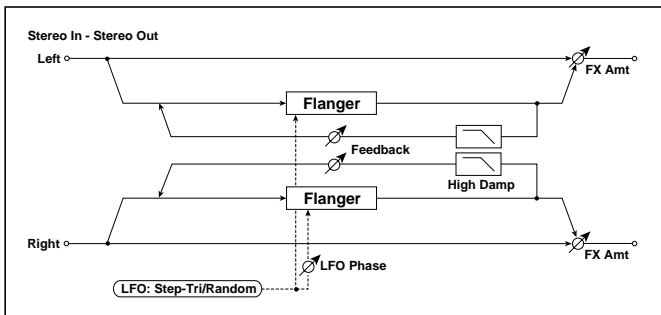 Stereo In - Stereo Out
Left
FX Amt
Flanger
Feedback
High Damp
Flanger
Right
FX Amt
LFO Phase
LFO: Step-Tri/Random